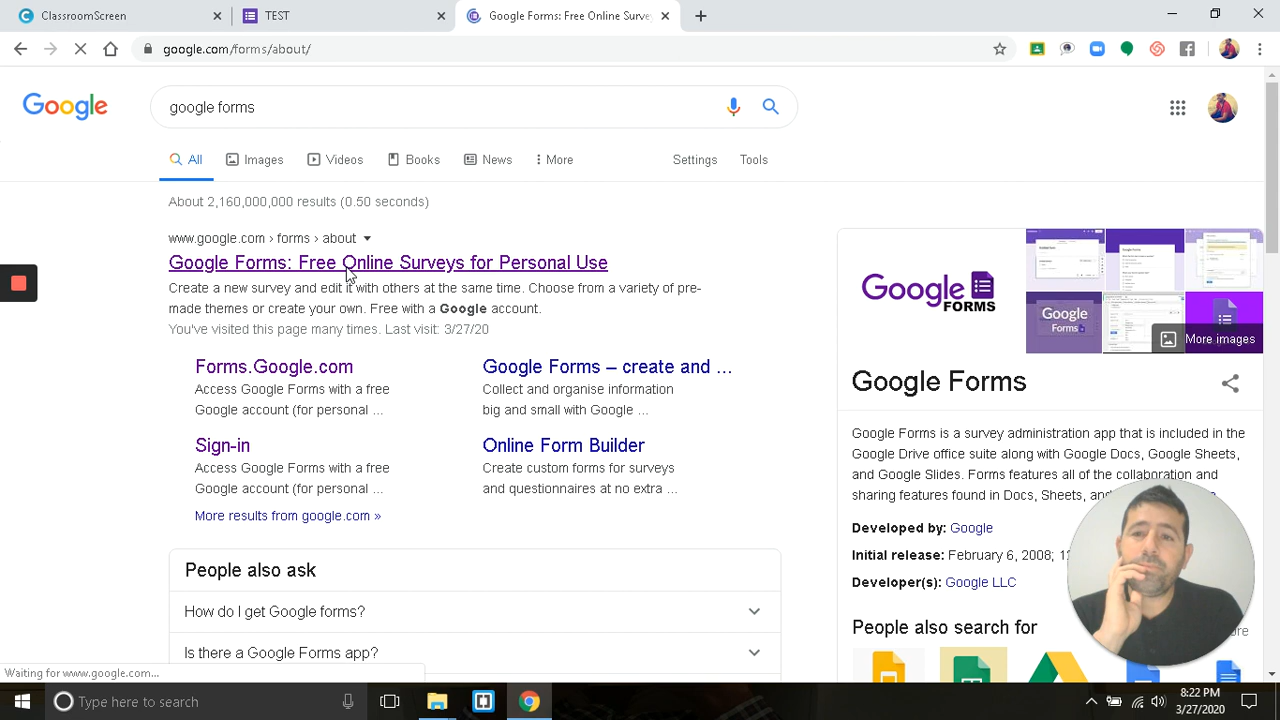 ClassroomScreen
TEST
Google Forms: Free Online Surve
google.com/forms/about/
Google
google forms
All
Images
Videos
Books
News
More
Settings
Tools
About 2,160,000,000 results (0.50 seconds)
www.google.com › forms › about
Google Forms: Free Online Surveys for Personal Use
Create a new survey and edit it with others at the same time. Choose from a variety of pre-
made themes or create your own. Free Google account.
You've visited this page many times. Last visit: 3/27/20
Forms.Google.com
Access Google Forms with a free
Google account (for personal ...
Google Forms – create and ...
Collect and organise information
big and small with Google ...
Sign-in
Access Google Forms with a free
Google account (for personal ...
Online Form Builder
Create custom forms for surveys
and questionnaires at no extra ...
More results from google.com »
People also ask
How do I get Google forms?
Is there a Google Forms app?
Google
FORMS
Google
Forms
More images
Google Forms
Google Forms is a survey administration app that is included in the
Google Drive office suite along with Google Docs, Google Sheets,
and Google Slides. Forms features all of the collaboration and
sharing features found in Docs, Sheets, and
Developed by: Google
Initial release: February 6, 2008;
Developer(s): Google LLC
People also search for
Waiting for www.google.com...
Type here to search
8:22 PM
3/27/2020